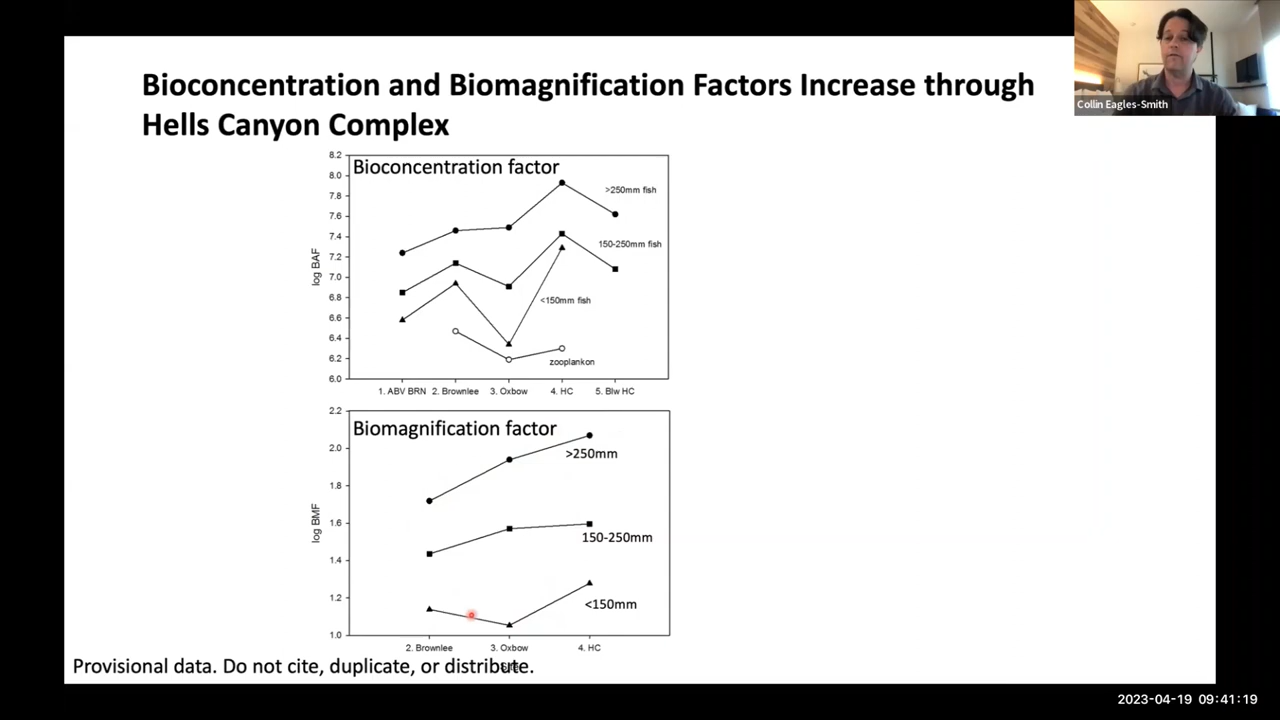 Collin Eagles-Smith
Bioconcentration and Biomagnification Factors Increase through
Hells Canyon Complex
8.2
Bioconcentration factor
8.0
>250mm fish
7.8
7.6
7.4
150-250mm fish
7.2
log BAF
7.0
6.8
<150mm fish
6.6
6.4
6.2
zooplankon
6.0
1. ABV BRN 2. Brownlee 3. Oxbow 4. HC 5. Blw HC
2.2
Biomagnification factor
2.0
>250mm
1.8
1.6
log BMF
150-250mm
1.4
1.2
<150mm
1.0
2. Brownlee 3. Oxbow 4. HC
Provisional data. Do not cite, duplicate, or distribute.
2023-04-19 09:41:19